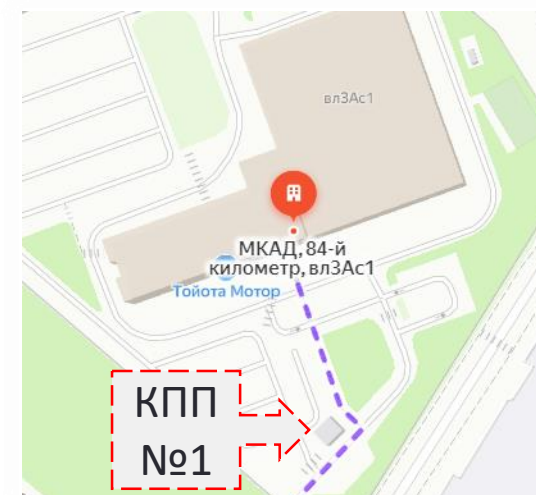 вл3Ас1
МКАД, 84-й
километр, вл3Ас1
Тойота Мотор
КПП
№1